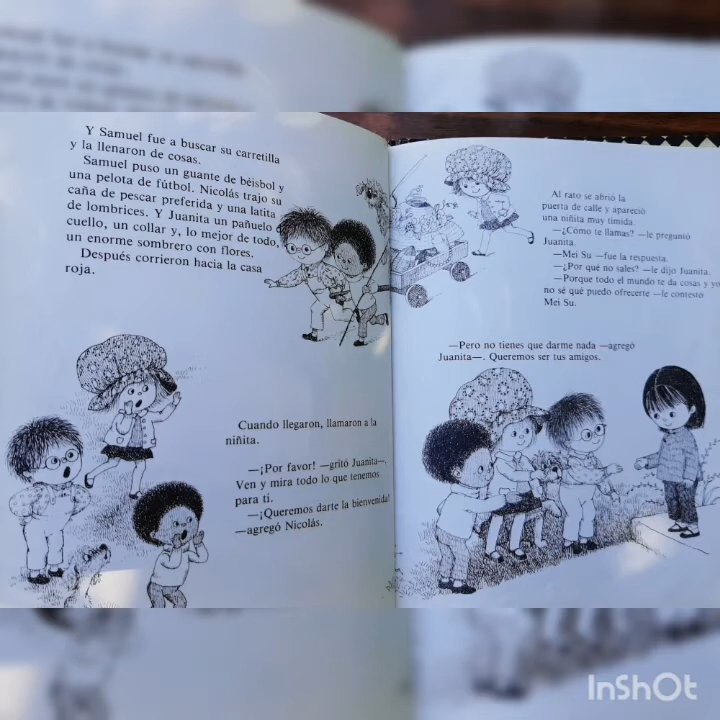 Y Samuel fue a buscar su carretilla
y la llenaron de cosas.
Samuel puso un guante de béisbol y
una pelota de fútbol. Nicolás trajo su
caña de pescar preferida y una latita
de lombrices. Y Juanita un pañuelo
cuello, un collar y, lo mejor de todo,
un enorme sombrero con flores.
Después corrieron hacia la casa
roja.
Cuando llegaron, llamaron a la
niñita.
—¡Por favor! —gritó Juanita—.
Ven y mira todo lo que tenemos
para ti.
—¡Queremos darte la bienvenida!
—agregó Nicolás.
Al rato se abrió la
puerta de calle y apareció
una niñita muy tímida.
—¿Cómo te llamas? —le preguntó
Juanita.
—Mei Su —fue la respuesta.
—¿Por qué no sales? —le dijo Juanita.
—Porque todo el mundo te da cosas y yo
no sé qué puedo ofrecerte —le contestó
Mei Su.
—Pero no tienes que darme nada —agregó
Juanita—. Queremos ser tus amigos.
InShOt